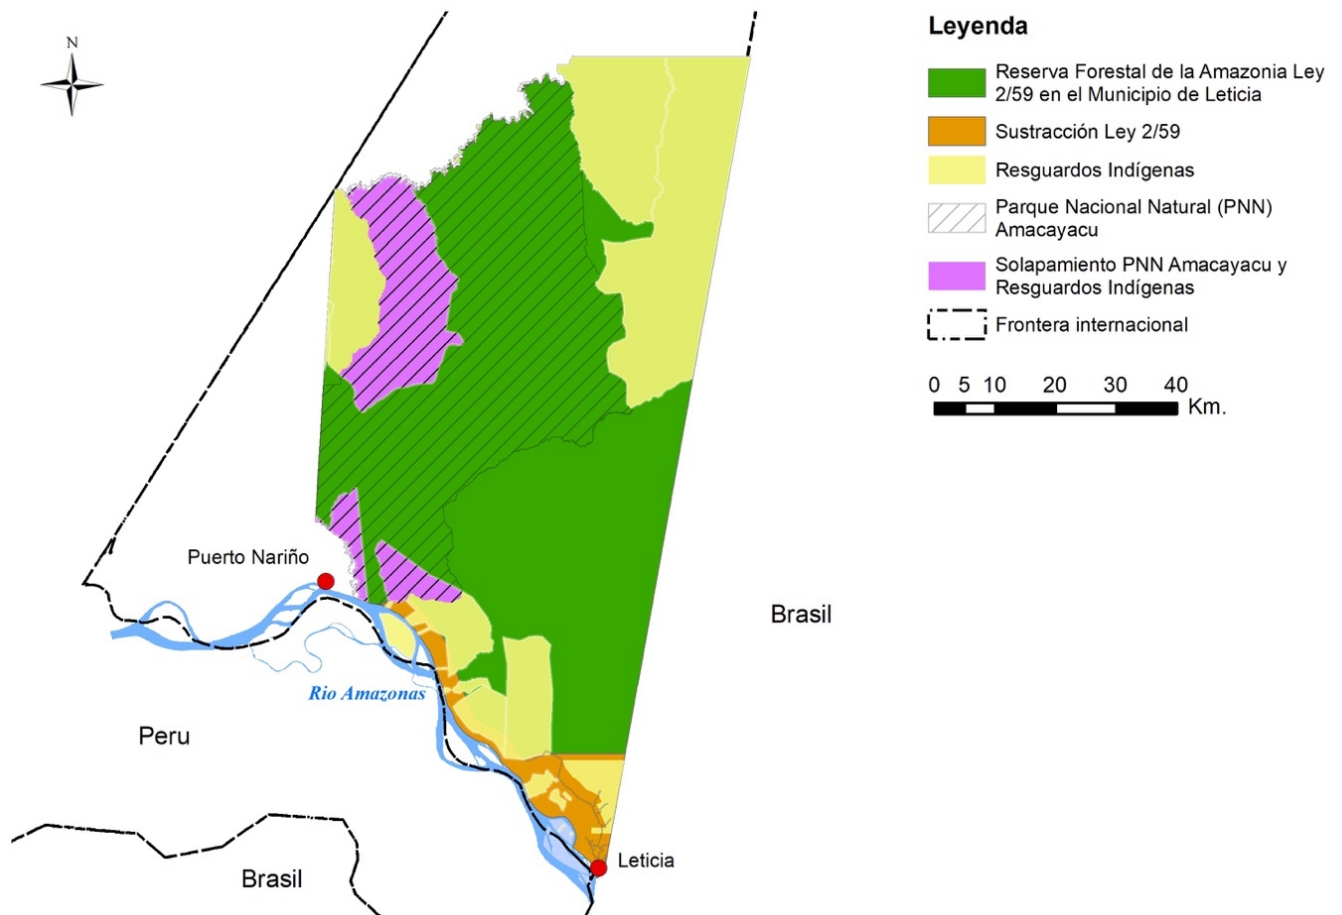 N
Leyenda
Reserva Forestal de la Amazonia Ley
2/59 en el Municipio de Leticia
Sustracción Ley 2/59
Resguardos Indígenas
Parque Nacional Natural (PNN)
Amacayacu
Solapamiento PNN Amacayacu y
Resguardos Indígenas
Frontera internacional
0 5 10 20 30 40
Km.
Puerto Nariño
Brasil
Rio Amazonas
Peru
Leticia
Brasil